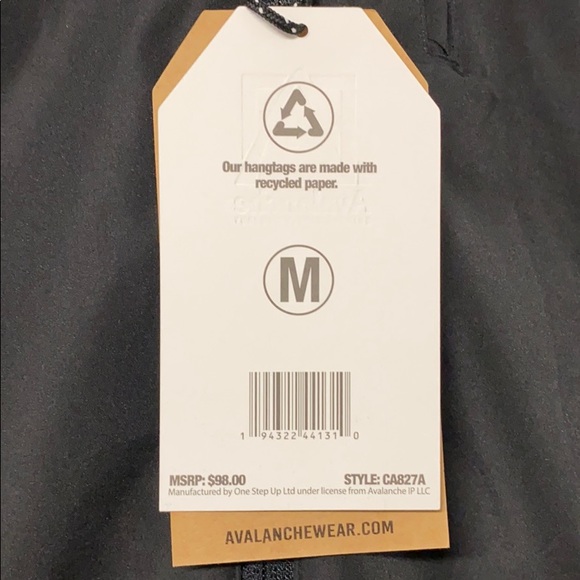 Our hangtags are made with
recycled paper.
M
1 94322 44131 0
MSRP: $98.00 STYLE: CA827A
Manufactured by One Step Up Ltd under license from Avalanche IP LLC
AVALANCHEWEAR.COM